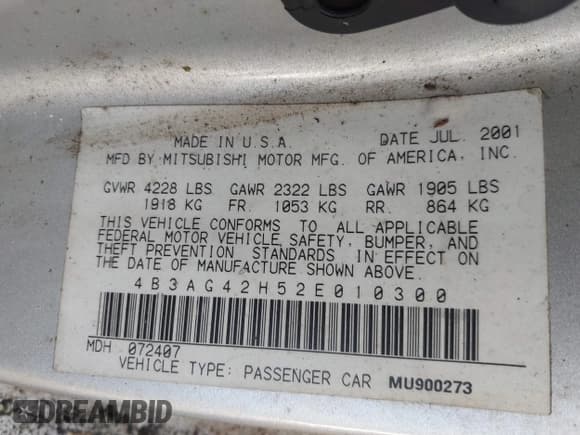 MADE IN U.S.A. DATE JUL. 2001
MFD BY MITSUBISHI MOTOR MFG. OF AMERICA, INC.
GVWR 4228 LBS GAWR 2322 LBS GAWR 1905 LBS
1918 KG FR. 1053 KG RR. 864 KG
THIS VEHICLE CONFORMS TO ALL APPLICABLE
FEDERAL MOTOR VEHICLE SAFETY, BUMPER, AND
THEFT PREVENTION STANDARDS IN EFFECT ON
THE DATE OF MANUFACTURE SHOWN ABOVE.
4B3AG42H52E010300
MDH 072407
VEHICLE TYPE: PASSENGER CAR MU900273
DREAMBID